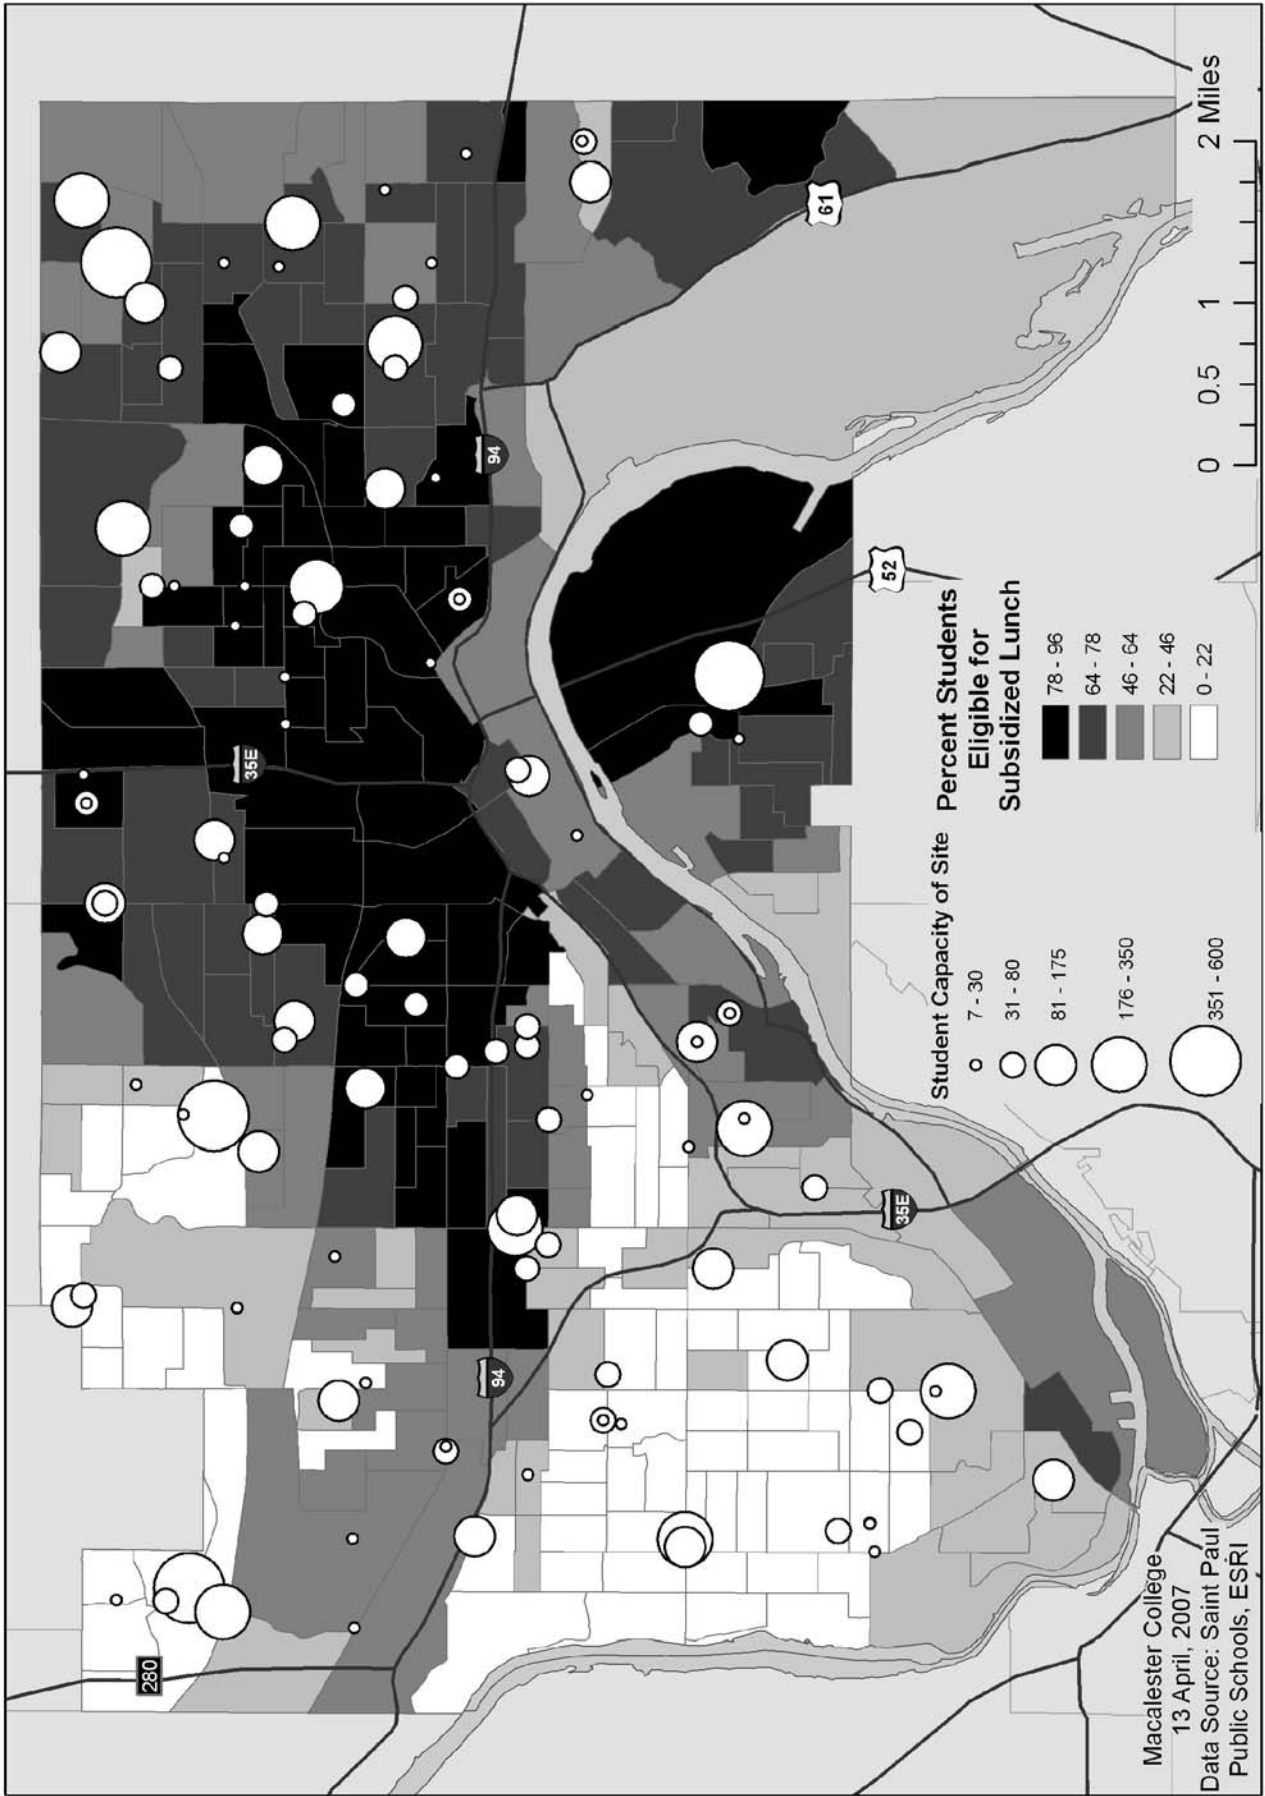 280
35E
94
94
61
52
35E
Student Capacity of Site
7 - 30
31 - 80
81 - 175
176 - 350
351 - 600
Percent Students
Eligible for
Subsidized Lunch
78 - 96
64 - 78
46 - 64
22 - 46
0 - 22
0 0.5 1 2 Miles
Macalester College
13 April, 2007
Data Source: Saint Paul
Public Schools, ESRI